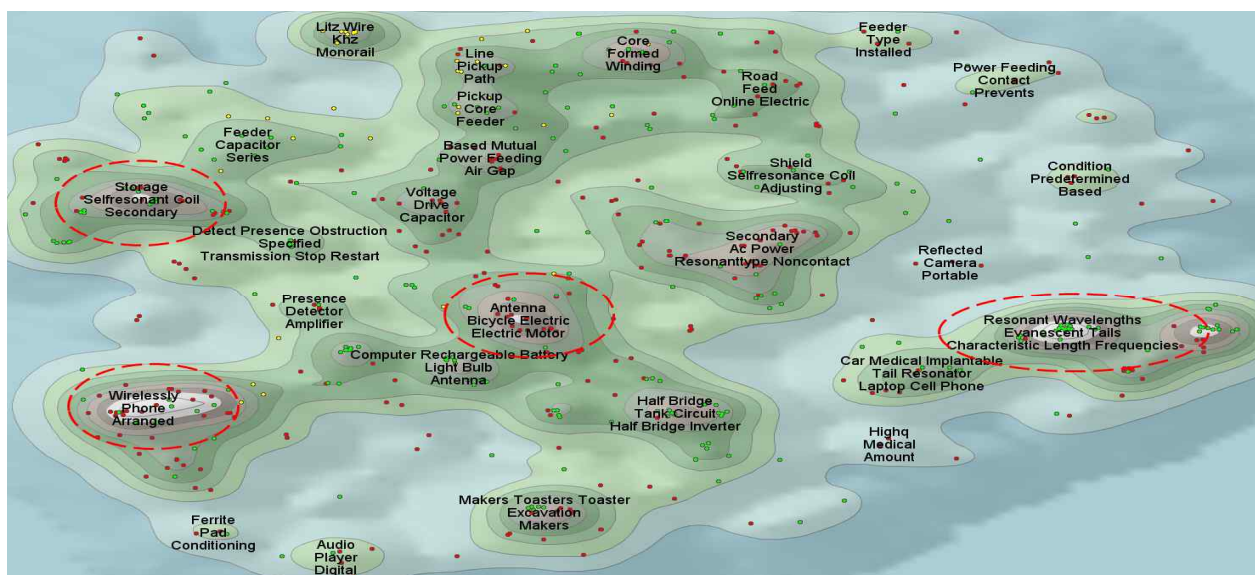 Litz Wire
Khz
Monorail
Line
Pickup
Path
Core
Formed
Winding
Feeder
Type
Installed
Power Feeding
Contact
Prevents
Road
Feed
Online Electric
Pickup
Core
Feeder
Feeder
Capacitor
Series
Based Mutual
Power Feeding
Air Gap
Shield
Selfresonance Coil
Adjusting
Condition
Predetermined
Based
Storage
Selfresonant Coil
Secondary
Voltage
Drive
Capacitor
Detect Presence Obstruction
Specified
Transmission Stop Restart
Secondary
Ac Power
Resonanttype Noncontact
Reflected
Camera
Portable
Presence
Detector
Amplifier
Antenna
Bicycle Electric
Electric Motor
Resonant Wavelengths
Evanescent Tails
Characteristic Length Frequencies
Computer Rechargeable Battery
Light Bulb
Antenna
Car Medical Implantable
Tail Resonator
Laptop Cell Phone
Wirelessly
Phone
Arranged
Half Bridge
Tank Circuit
Half Bridge Inverter
Highq
Medical
Amount
Makers Toasters Toaster
Excavation
Makers
Ferrite
Pad
Conditioning
Audio
Player
Digital